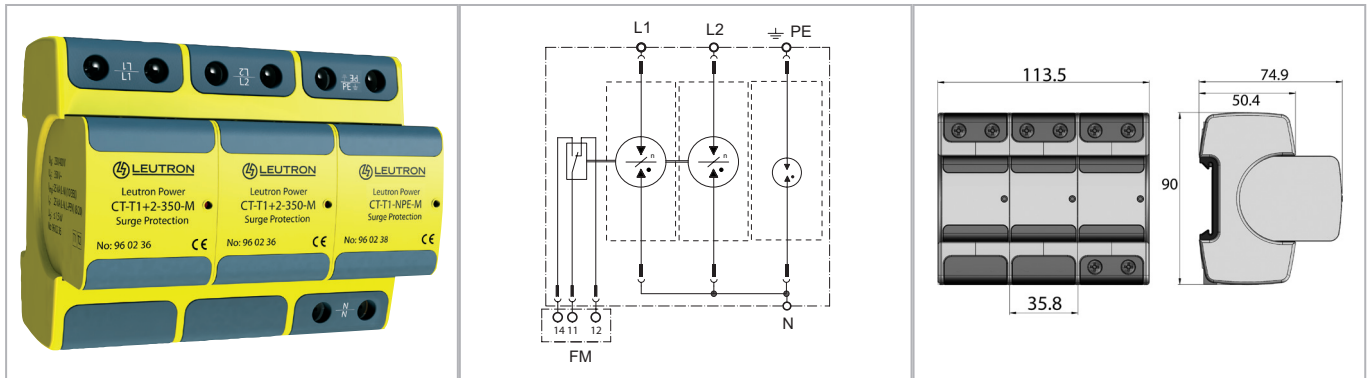 L1
L1
L2
L2
PE
PE
LEUTRON
Leutron Power
CT-T1+2-350-M
Surge Protection
No: 96 02 36
CE
LEUTRON
Leutron Power
CT-T1+2-350-M
Surge Protection
No: 96 02 36
CE
LEUTRON
Leutron Power
CT-T1-NPE-M
Surge Protection
No: 96 02 38
CE
N
N
L1
L2
PE
n
n
14 11 12
FM
N
113.5
74.9
50.4
90
35.8